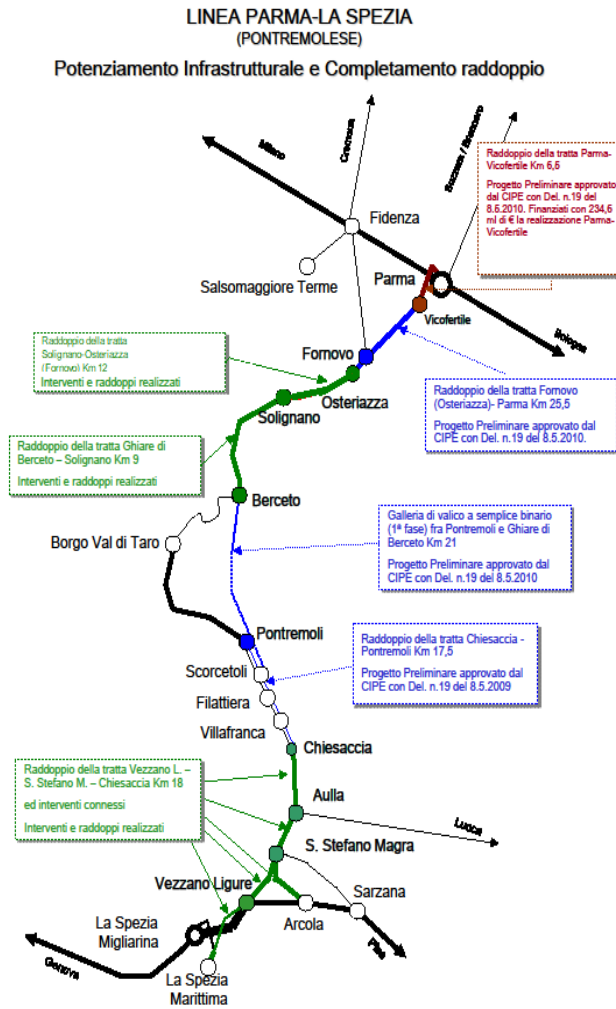 LINEA PARMA-LA SPEZIA
(PONTREMOLESE)
Potenziamento Infrastrutturale e Completamento raddoppio
Milano
Cremona
Bolzano / Brennero
Raddoppio della tratta Parma-
Vicofertile Km 6,5
Progetto Preliminare approvato
dal CIPE con Del. n.19 del
8.5.2010. Finanziati con 234,6
ml di € la realizzazione Parma-
Vicofertile
Fidenza
Salsomaggiore Terme
Parma
Vicofertile
Bologna
Raddoppio della tratta
Solignano-Osteriazza
(Fornovo) Km 12
Interventi e raddoppi realizzati
Fornovo
Osteriazza
Solignano
Raddoppio della tratta Fornovo
(Osteriazza)- Parma Km 25,5
Progetto Preliminare approvato dal
CIPE con Del. n.19 del 8.5.2010.
Raddoppio della tratta Ghiare di
Berceto – Solignano Km 9
Interventi e raddoppi realizzati
Berceto
Borgo Val di Taro
Galleria di valico a semplice binario
(1ª fase) fra Pontremoli e Ghiare di
Berceto Km 21
Progetto Preliminare approvato dal
CIPE con Del. n.19 del 8.5.2010
Pontremoli
Scorcetoli
Filattiera
Villafranca
Raddoppio della tratta Chiesaccia -
Pontremoli Km 17,5
Progetto Preliminare approvato dal
CIPE con Del. n.19 del 8.5.2009
Chiesaccia
Raddoppio della tratta Vezzano L. –
S. Stefano M. – Chiesaccia Km 18
ed interventi connessi
Interventi e raddoppi realizzati
Aulla
Lucca
S. Stefano Magra
Vezzano Ligure
Sarzana
Arcola
La Spezia
Migliarina
Pisa
Genova
La Spezia
Marittima